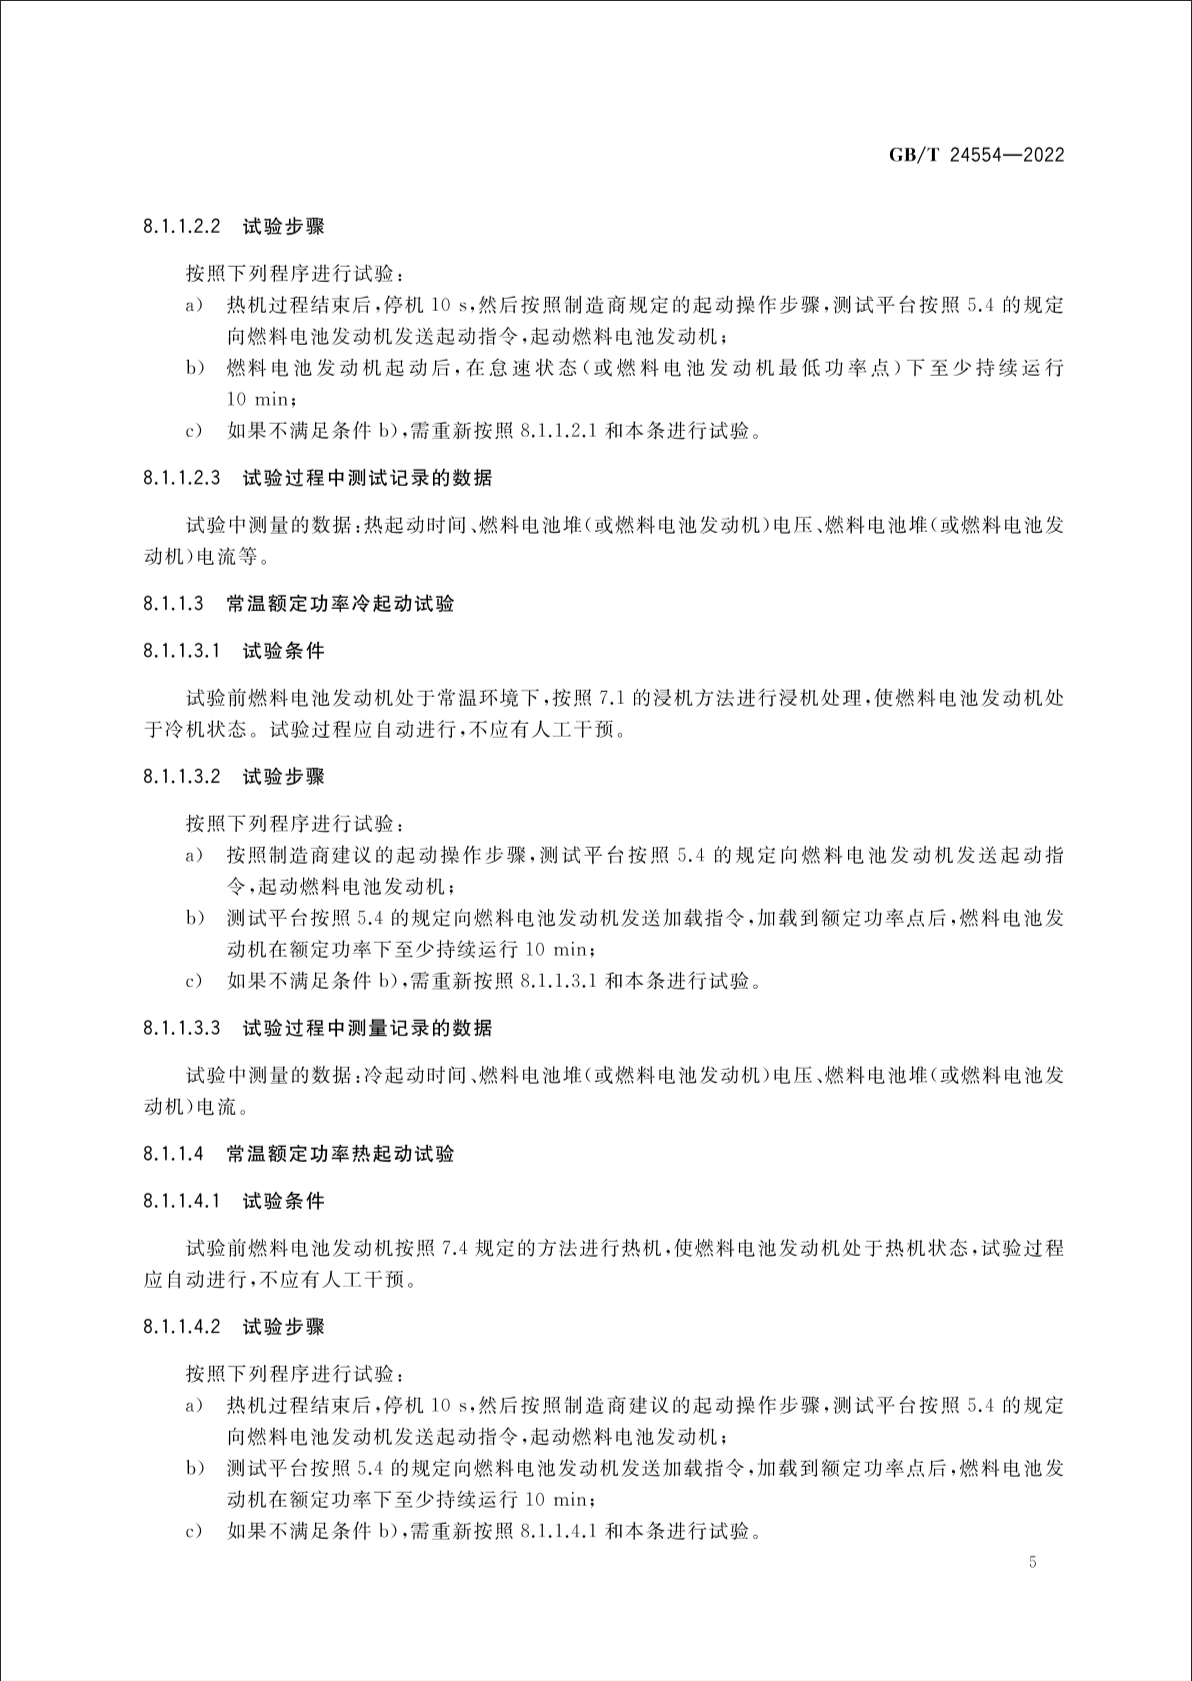 GB/T 24554—2022
8.1.1.2.2 试验步骤
按照下列程序进行试验:
a) 热机过程结束后,停机 10 s,然后按照制造商规定的起动操作步骤,测试平台按照 5.4 的规定
向燃料电池发动机发送起动指令,起动燃料电池发动机;
b) 燃料电池发动机起动后,在怠速状态(或燃料电池发动机最低功率点)下至少持续运行
10 min;
c) 如果不满足条件 b),需重新按照 8.1.1.2.1 和本条进行试验。
8.1.1.2.3 试验过程中测试记录的数据
试验中测量的数据:热起动时间、燃料电池堆(或燃料电池发动机)电压、燃料电池堆(或燃料电池发
动机)电流等。
8.1.1.3 常温额定功率冷起动试验
8.1.1.3.1 试验条件
试验前燃料电池发动机处于常温环境下,按照 7.1 的浸机方法进行浸机处理,使燃料电池发动机处
于冷机状态。试验过程应自动进行,不应有人工干预。
8.1.1.3.2 试验步骤
按照下列程序进行试验:
a) 按照制造商建议的起动操作步骤,测试平台按照 5.4 的规定向燃料电池发动机发送起动指
令,起动燃料电池发动机;
b) 测试平台按照 5.4 的规定向燃料电池发动机发送加载指令,加载到额定功率点后,燃料电池发
动机在额定功率下至少持续运行 10 min;
c) 如果不满足条件 b),需重新按照 8.1.1.3.1 和本条进行试验。
8.1.1.3.3 试验过程中测量记录的数据
试验中测量的数据:冷起动时间、燃料电池堆(或燃料电池发动机)电压、燃料电池堆(或燃料电池发
动机)电流。
8.1.1.4 常温额定功率热起动试验
8.1.1.4.1 试验条件
试验前燃料电池发动机按照 7.4 规定的方法进行热机,使燃料电池发动机处于热机状态,试验过程
应自动进行,不应有人工干预。
8.1.1.4.2 试验步骤
按照下列程序进行试验:
a) 热机过程结束后,停机 10 s,然后按照制造商建议的起动操作步骤,测试平台按照 5.4 的规定
向燃料电池发动机发送起动指令,起动燃料电池发动机;
b) 测试平台按照 5.4 的规定向燃料电池发动机发送加载指令,加载到额定功率点后,燃料电池发
动机在额定功率下至少持续运行 10 min;
c) 如果不满足条件 b),需重新按照 8.1.1.4.1 和本条进行试验。
5